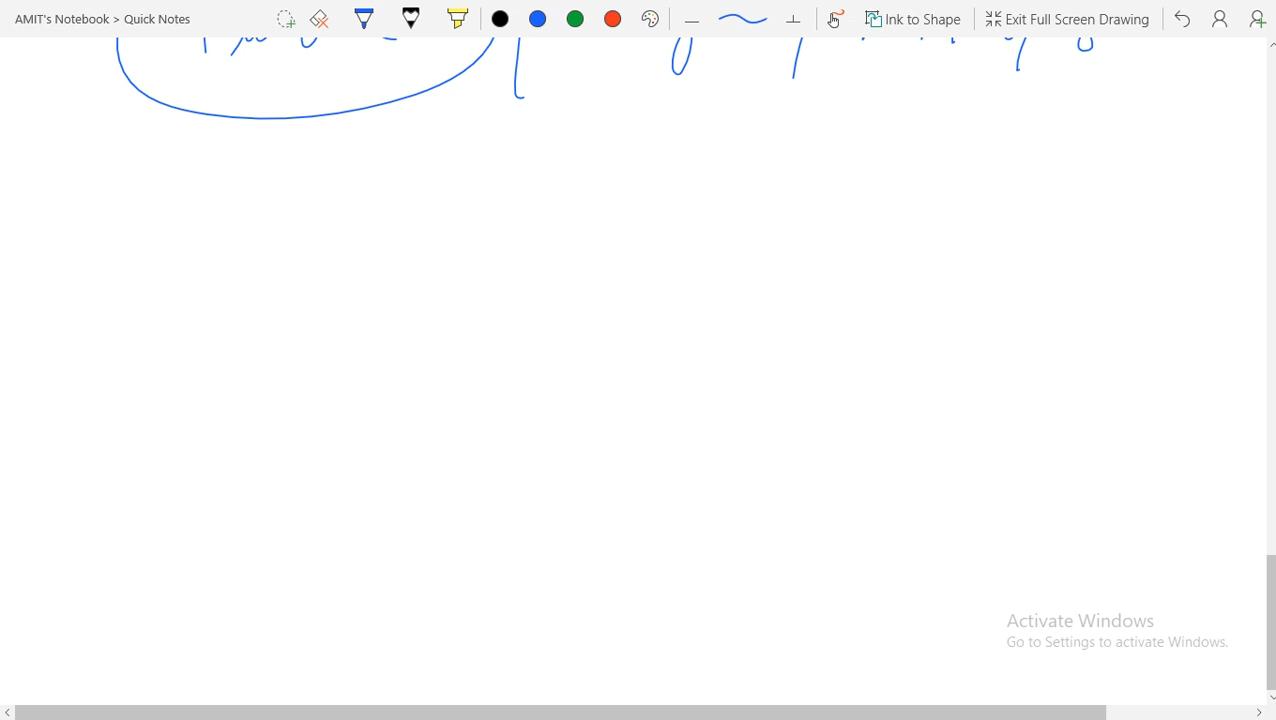 AMIT's Notebook > Quick Notes
Ink to Shape
Exit Full Screen Drawing
Activate Windows
Go to Settings to activate Windows.